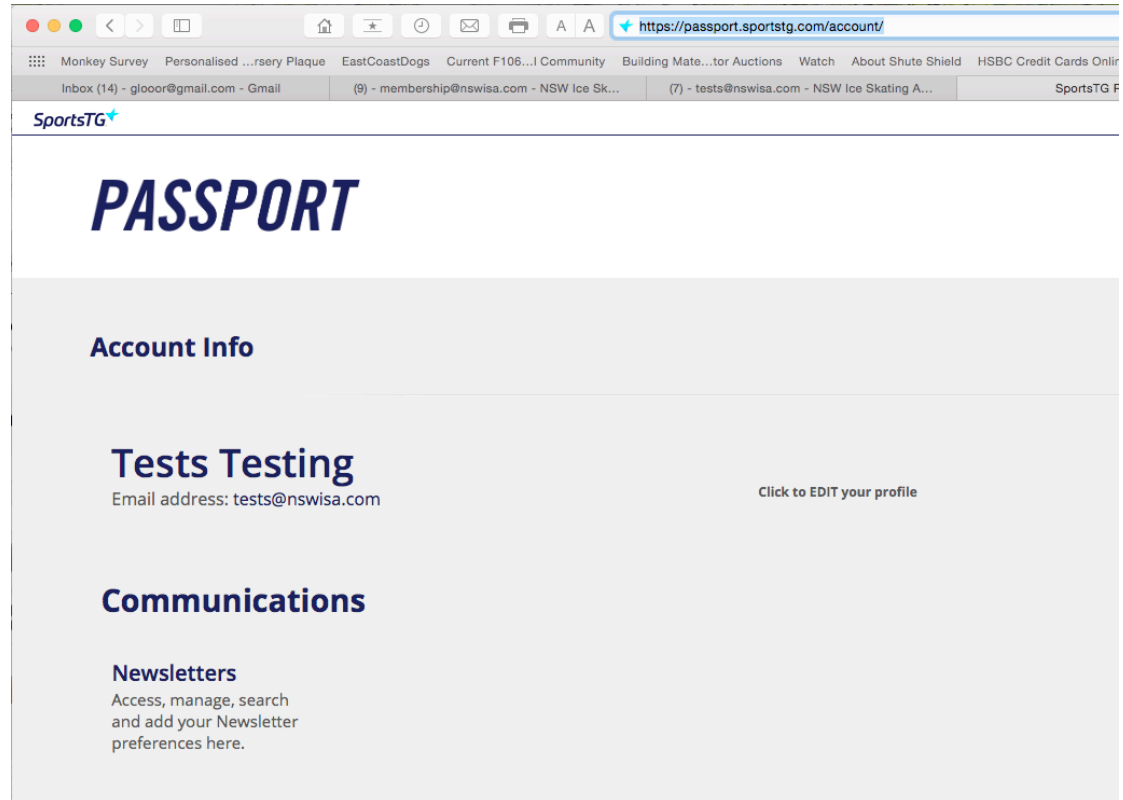 A A https://passport.sportstg.com/account/
Monkey Survey Personalised ...rsery Plaque EastCoastDogs Current F106...l Community Building Mate...tor Auctions Watch About Shute Shield HSBC Credit Cards Onlin
Inbox (14) - glooor@gmail.com - Gmail (9) - membership@nswisa.com - NSW Ice Sk... (7) - tests@nswisa.com - NSW Ice Skating A... SportsTG P
SportsTG
PASSPORT
Account Info
Tests Testing
Email address: tests@nswisa.com
Click to EDIT your profile
Communications
Newsletters
Access, manage, search
and add your Newsletter
preferences here.